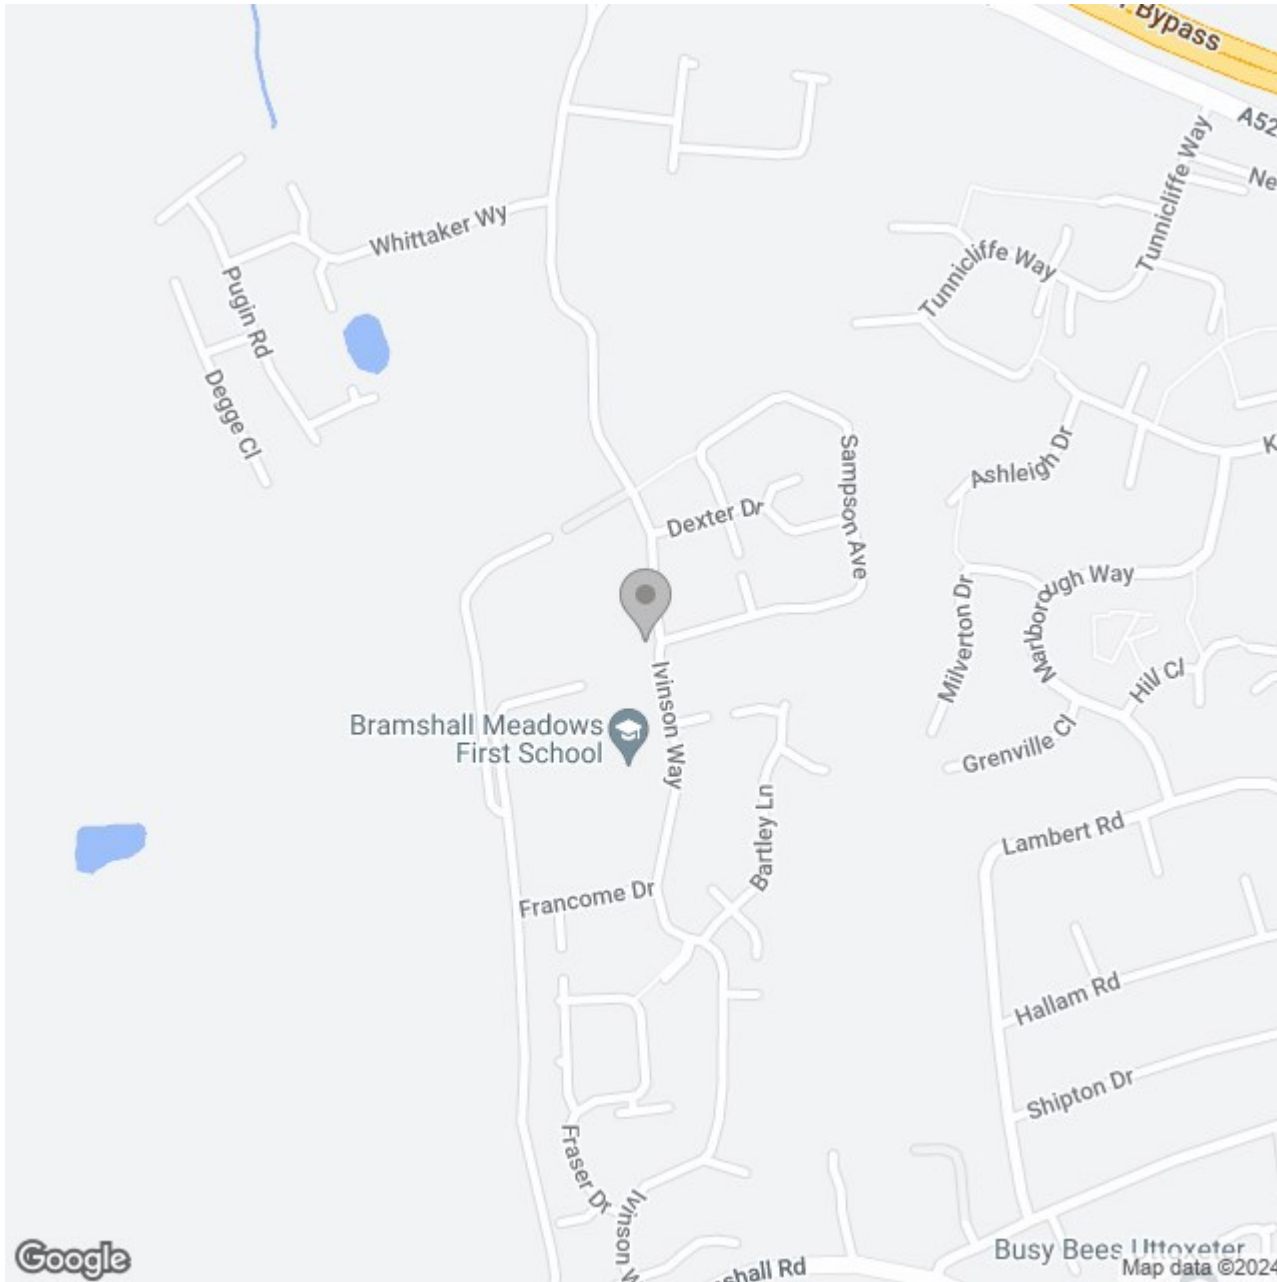 Bypass
A52
Tunnicliffe Way
Ne
Whittaker Wy
Tunnicliffe Way
Pugin Rd
Degge Cl
Sampson Ave
Ashleigh Dr
K
Dexter Dr
Marlborough Way
Milverton Dr
Hill Cl
Ivinson Way
Bramshall Meadows
First School
Grenville Cl
Bartley Ln
Lambert Rd
Francome Dr
Hallam Rd
Shipton Dr
Fraser Dr
Ivinson W
shall Rd
Busy Bees Uttoxeter
Google
Map data ©2024